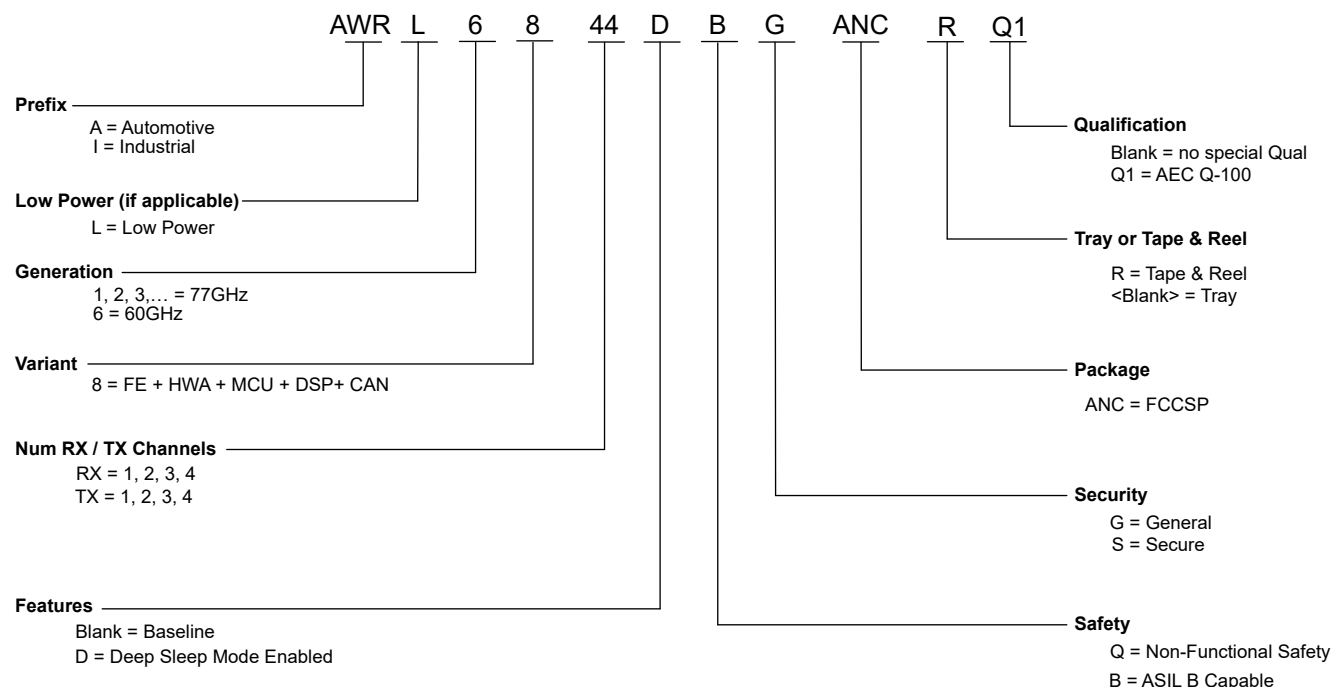 AWR L 6 8 44 D B G ANC R Q1
Prefix
A = Automotive
I = Industrial
Low Power (if applicable)
L = Low Power
Generation
1, 2, 3,... = 77GHz
6 = 60GHz
Variant
8 = FE + HWA + MCU + DSP+ CAN
Num RX / TX Channels
RX = 1, 2, 3, 4
TX = 1, 2, 3, 4
Features
Blank = Baseline
D = Deep Sleep Mode Enabled
Qualification
Blank = no special Qual
Q1 = AEC Q-100
Tray or Tape & Reel
R = Tape & Reel
<Blank> = Tray
Package
ANC = FCCSP
Security
G = General
S = Secure
Safety
Q = Non-Functional Safety
B = ASIL B Capable